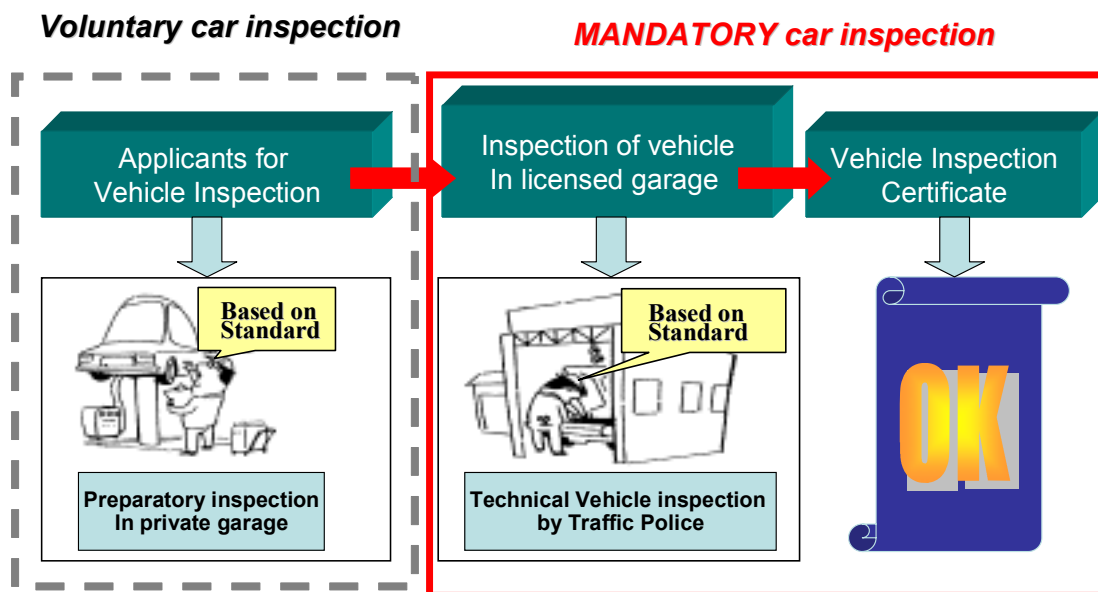 Voluntary car inspection
MANDATORY car inspection
Applicants for
Vehicle Inspection
Inspection of vehicle
In licensed garage
Vehicle Inspection
Certificate
Based on
Standard
Based on
Standard
OK
Preparatory inspection
In private garage
Technical Vehicle inspection
by Traffic Police